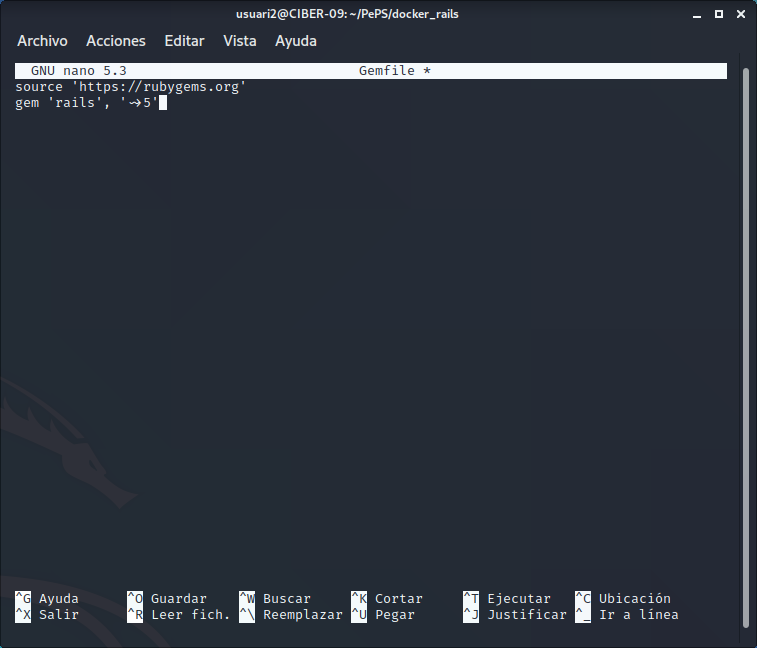 usuari2@CIBER-09: ~/PePS/docker_rails
Archivo Acciones Editar Vista Ayuda
GNU nano 5.3 Gemfile *
source 'https://rubygems.org'
gem 'rails', '->5'
^G Ayuda ^O Guardar ^W Buscar ^K Cortar ^T Ejecutar ^C Ubicación
^X Salir ^R Leer fich. ^\ Reemplazar ^U Pegar ^J Justificar ^_ Ir a línea